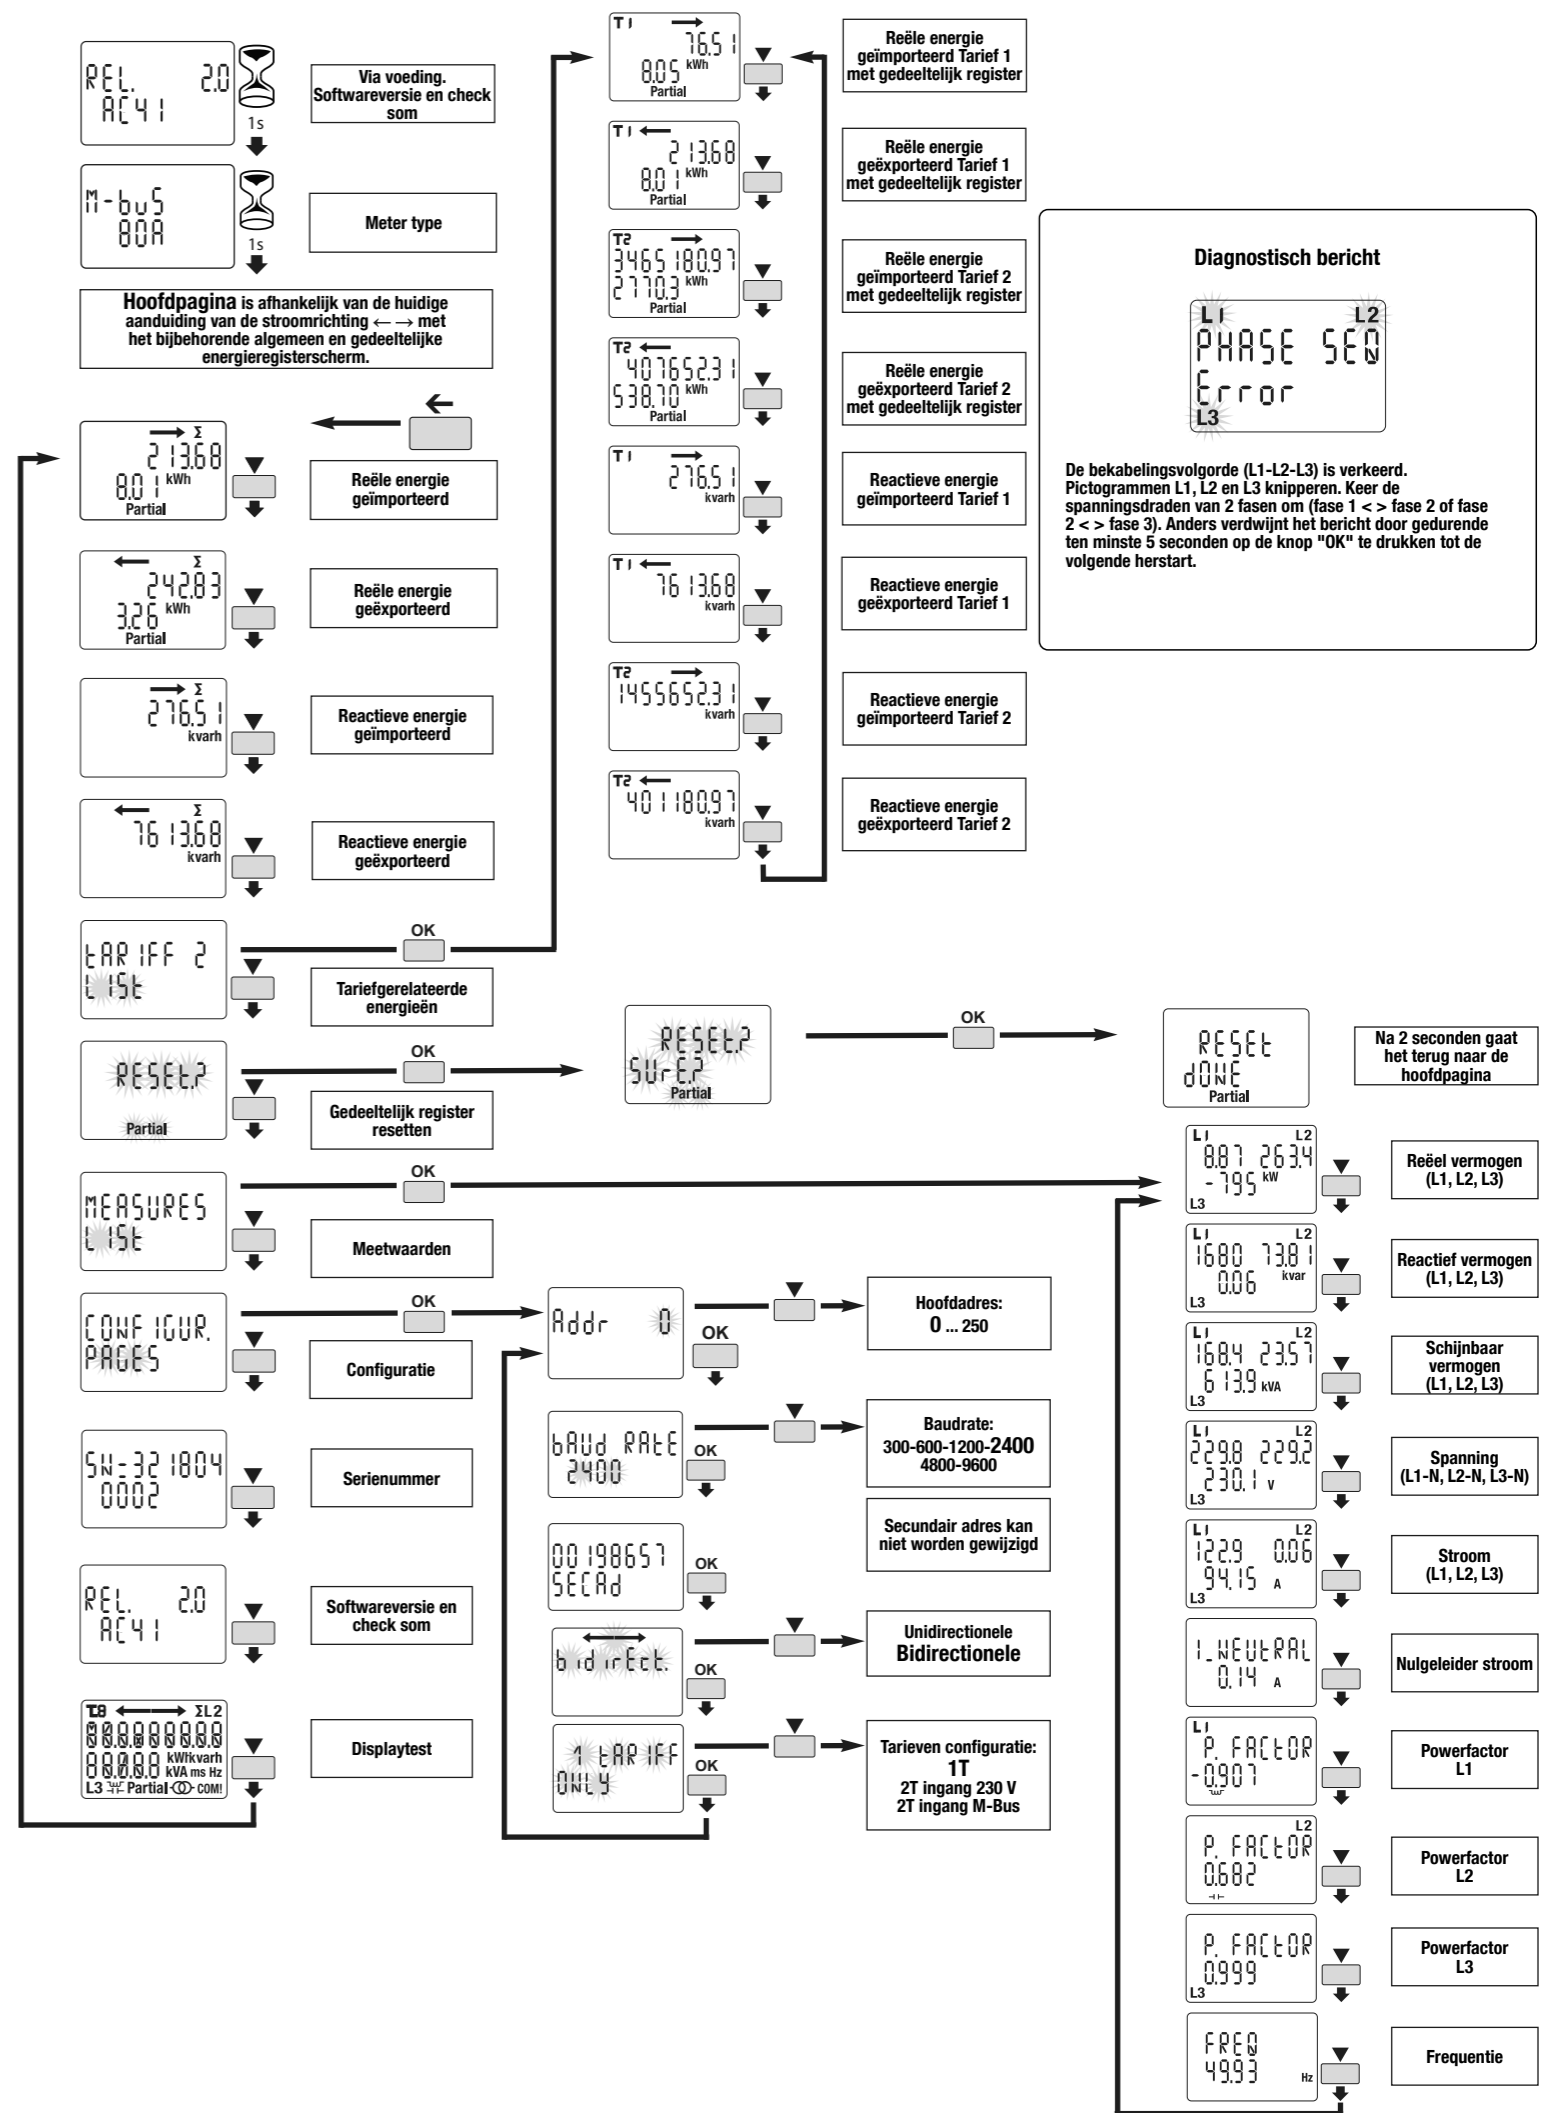 REL. 2.0
AC41
1s
Via voeding.
Softwareversie en check
som
M-buS
80A
1s
Meter type
Hoofdpagina is afhankelijk van de huidige
aanduiding van de stroomrichting ←→ met
het bijbehorende algemeen en gedeeltelijke
energieregisterscherm.
→ Σ
213.68
8.01 kWh
Partial
Reële energie
geïmporteerd
← Σ
242.83
3.26 kWh
Partial
Reële energie
geëxporteerd
→ Σ
276.51
kvarh
Reactieve energie
geïmporteerd
← Σ
7613.68
kvarh
Reactieve energie
geëxporteerd
tARIFF 2
LISt
OK
Tariefgerelateerde
energieën
RESEt?
Partial
OK
Gedeeltelijk register
resetten
RESEt?
SUrE?
Partial
OK
RESEt
dONE
Partial
Na 2 seconden gaat
het terug naar de
hoofdpagina
MEASURES
LISt
OK
Meetwaarden
CONFIGUR.
PAGES
OK
Configuratie
SN-321804
0002
Serienummer
REL. 2.0
AC41
Softwareversie en
check som
T.8 ←→ ΣL2
kWhkvarh
kVA ms Hz
L3 Partial COM!
Displaytest
T1 →
76.51
8.05 kWh
Partial
Reële energie
geïmporteerd Tarief 1
met gedeeltelijk register
T1 ←
213.68
8.01 kWh
Partial
Reële energie
geëxporteerd Tarief 1
met gedeeltelijk register
T2 →
3465180.97
2770.3 kWh
Partial
Reële energie
geïmporteerd Tarief 2
met gedeeltelijk register
T2 ←
407652.31
538.70 kWh
Partial
Reële energie
geëxporteerd Tarief 2
met gedeeltelijk register
T1 →
276.51
kvarh
Reactieve energie
geïmporteerd Tarief 1
T1 ←
7613.68
kvarh
Reactieve energie
geëxporteerd Tarief 1
T2 →
1455652.31
kvarh
Reactieve energie
geïmporteerd Tarief 2
T2 ←
401180.97
kvarh
Reactieve energie
geëxporteerd Tarief 2
Diagnostisch bericht
L1 L2
PHASE SEQ
Error
L3
De bekabelingsvolgorde (L1-L2-L3) is verkeerd.
Pictogrammen L1, L2 en L3 knipperen. Keer de
spanningsdraden van 2 fasen om (fase 1 < > fase 2 of fase
2 < > fase 3). Anders verdwijnt het bericht door gedurende
ten minste 5 seconden op de knop "OK" te drukken tot de
volgende herstart.
Addr 0
OK
Hoofdadres:
0 ... 250
bAUd RAtE
2400
OK
Baudrate:
300-600-1200-2400
4800-9600
00198657
SECAd
OK
Secundair adres kan
niet worden gewijzigd
bidirEct.
OK
Unidirectionele
Bidirectionele
1 tARIFF
ONLY
OK
Tarieven configuratie:
1T
2T ingang 230 V
2T ingang M-Bus
L1 L2
8.87 263.4
-795 kW
L3
Reëel vermogen
(L1, L2, L3)
L1 L2
1680 73.81
0.06 kvar
L3
Reactief vermogen
(L1, L2, L3)
L1 L2
168.4 23.57
613.9 kVA
L3
Schijnbaar
vermogen
(L1, L2, L3)
L1 L2
229.8 229.2
230.1 V
L3
Spanning
(L1-N, L2-N, L3-N)
L1 L2
122.9 0.06
94.15 A
L3
Stroom
(L1, L2, L3)
I_NEUtRAL
0.14 A
Nulgeleider stroom
L1
P. FACtOR
-0.907
Powerfactor
L1
L2
P. FACtOR
0.682
Powerfactor
L2
P. FACtOR
0.999
L3
Powerfactor
L3
FREQ
49.93 Hz
Frequentie